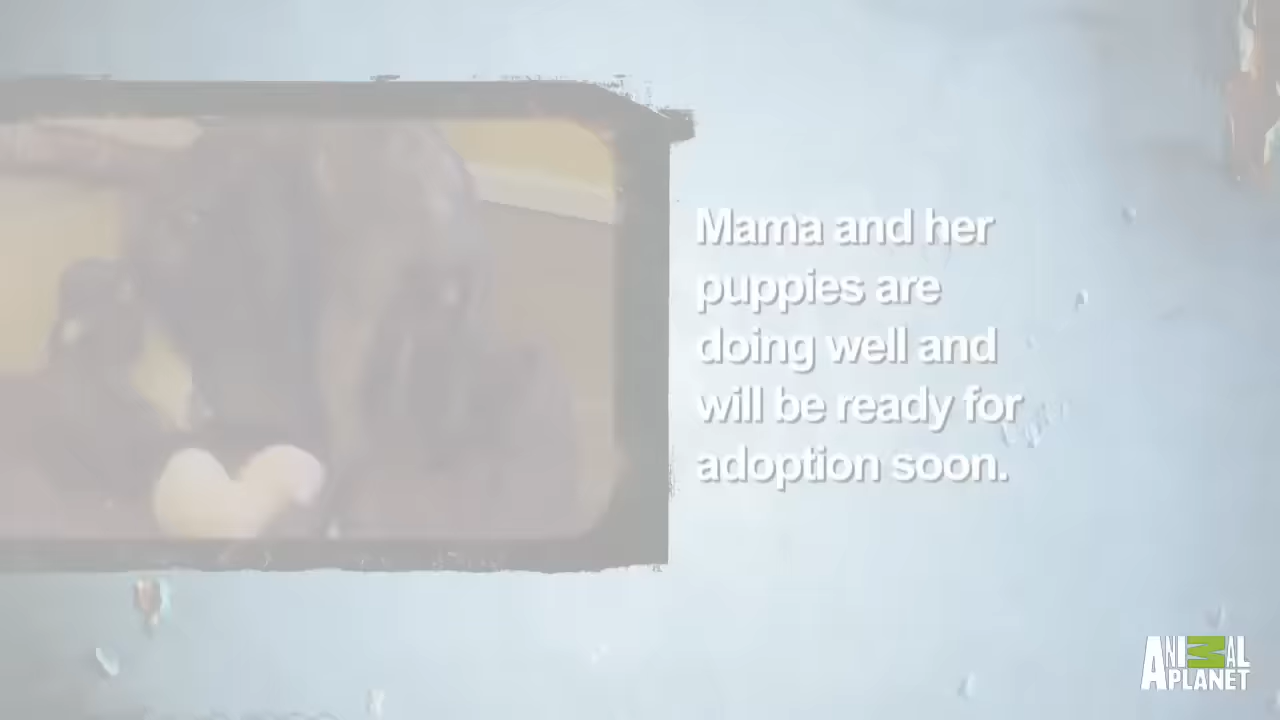 Mama and her
puppies are
doing well and
will be ready for
adoption soon.
ANIMAL
PLANET